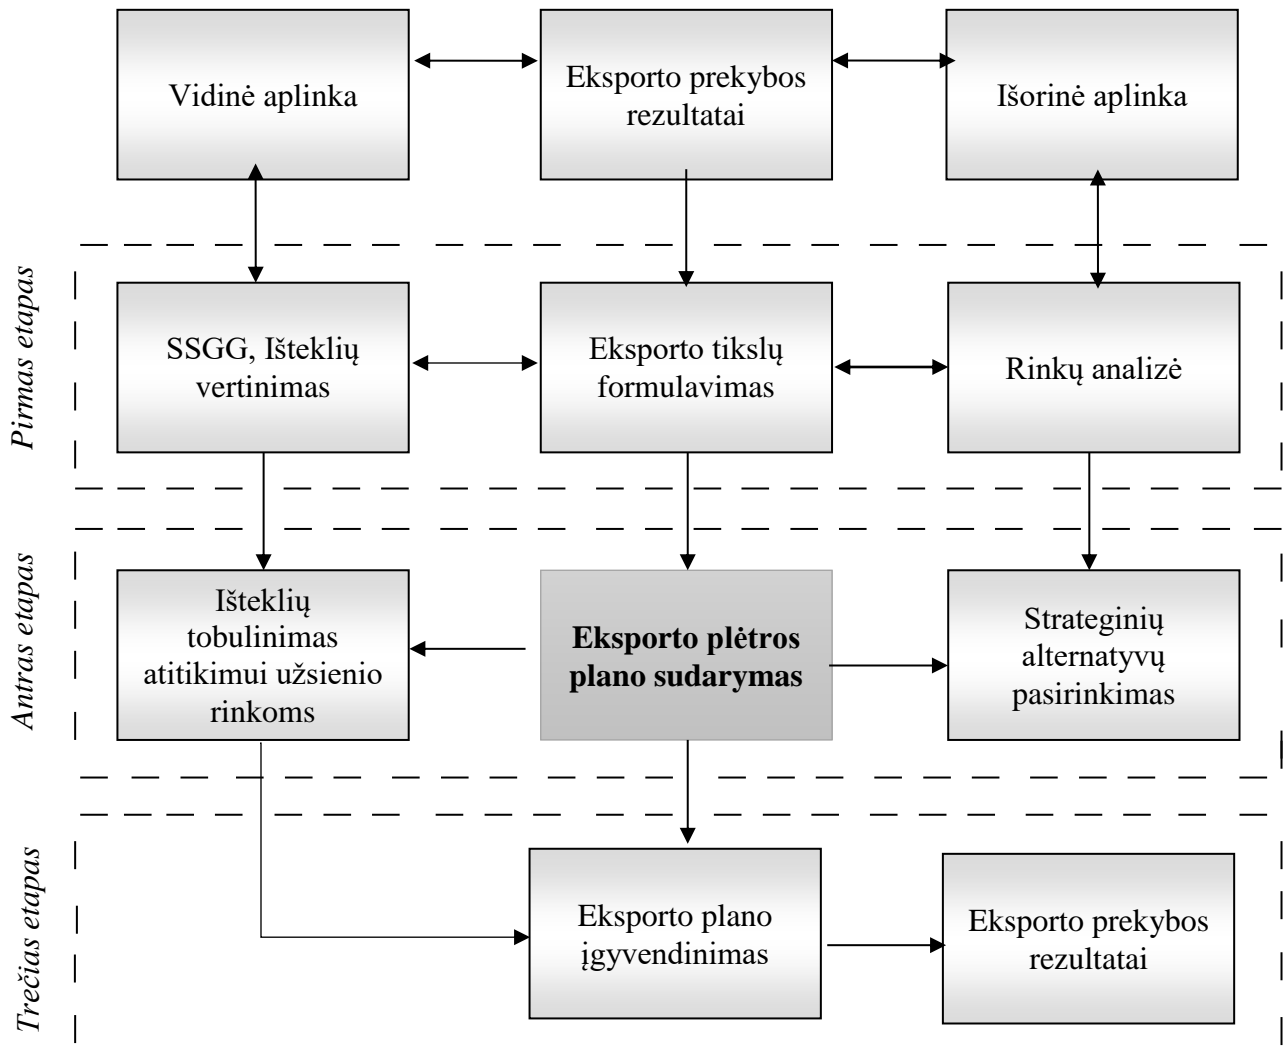 Vidinė aplinka
Eksporto prekybos
rezultatai
Išorinė aplinka
Pirmas etapas
SSGG, Išteklių
vertinimas
Eksporto tikslų
formulavimas
Rinkų analizė
Antras etapas
Išteklių
tobulinimas
atitikimui užsienio
rinkoms
Eksporto plėtros
plano sudarymas
Strateginių
alternatyvų
pasirinkimas
Trečias etapas
Eksporto plano
įgyvendinimas
Eksporto prekybos
rezultatai